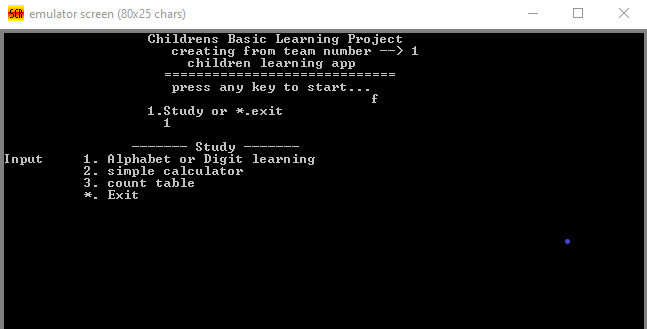 emulator screen (80x25 chars)
Childrens Basic Learning Project
creating from team number --> 1
children learning app
=============================
press any key to start...
f
1.Study or *.exit
1
------- Study -------
Input 1. Alphabet or Digit learning
2. simple calculator
3. count table
*. Exit